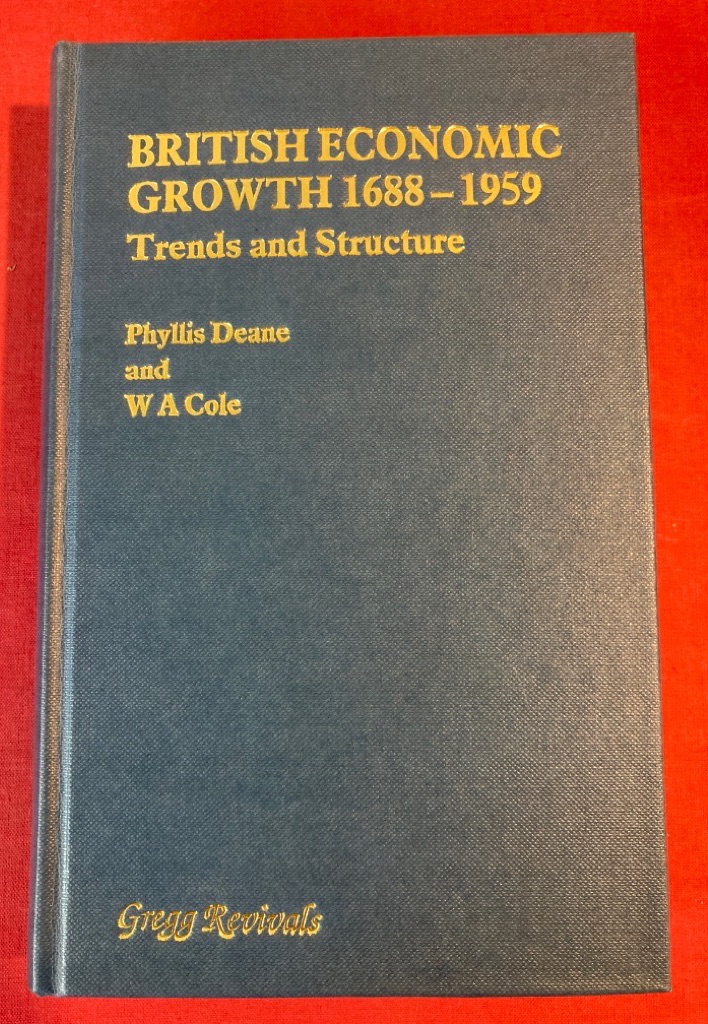 BRITISH ECONOMIC
GROWTH 1688 – 1959
Trends and Structure
Phyllis Deane
and
W A Cole
Gregg Revivals